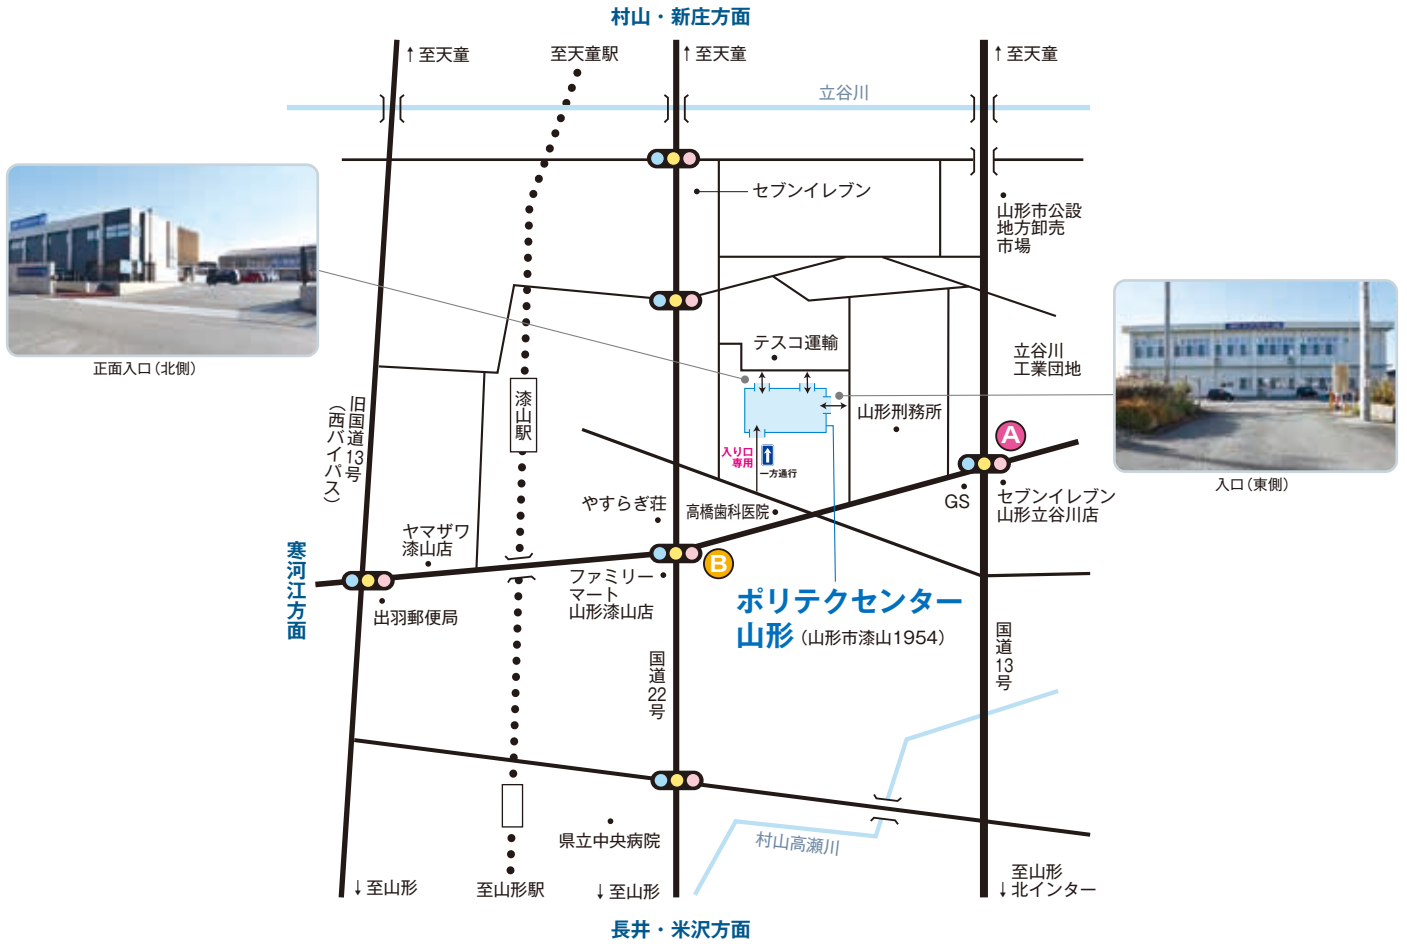 村山・新庄方面
↑至天童
至天童駅
↑至天童
↑至天童
立谷川
セブンイレブン
山形市公設
地方卸売
市場
正面入口（北側）
テスコ運輸
立谷川
工業団地
旧国道13号
（西バイパス）
漆山駅
山形刑務所
入り口
専用
一方通行
A
入口（東側）
GS
セブンイレブン
山形立谷川店
やすらぎ荘
高橋歯科医院
ヤマザワ
漆山店
B
寒河江方面
ファミリー
マート
山形漆山店
出羽郵便局
ポリテクセンター
山形（山形市漆山1954）
国道22号
国道13号
県立中央病院
村山高瀬川
↓至山形
至山形駅
↓至山形
至山形
↓北インター
長井・米沢方面